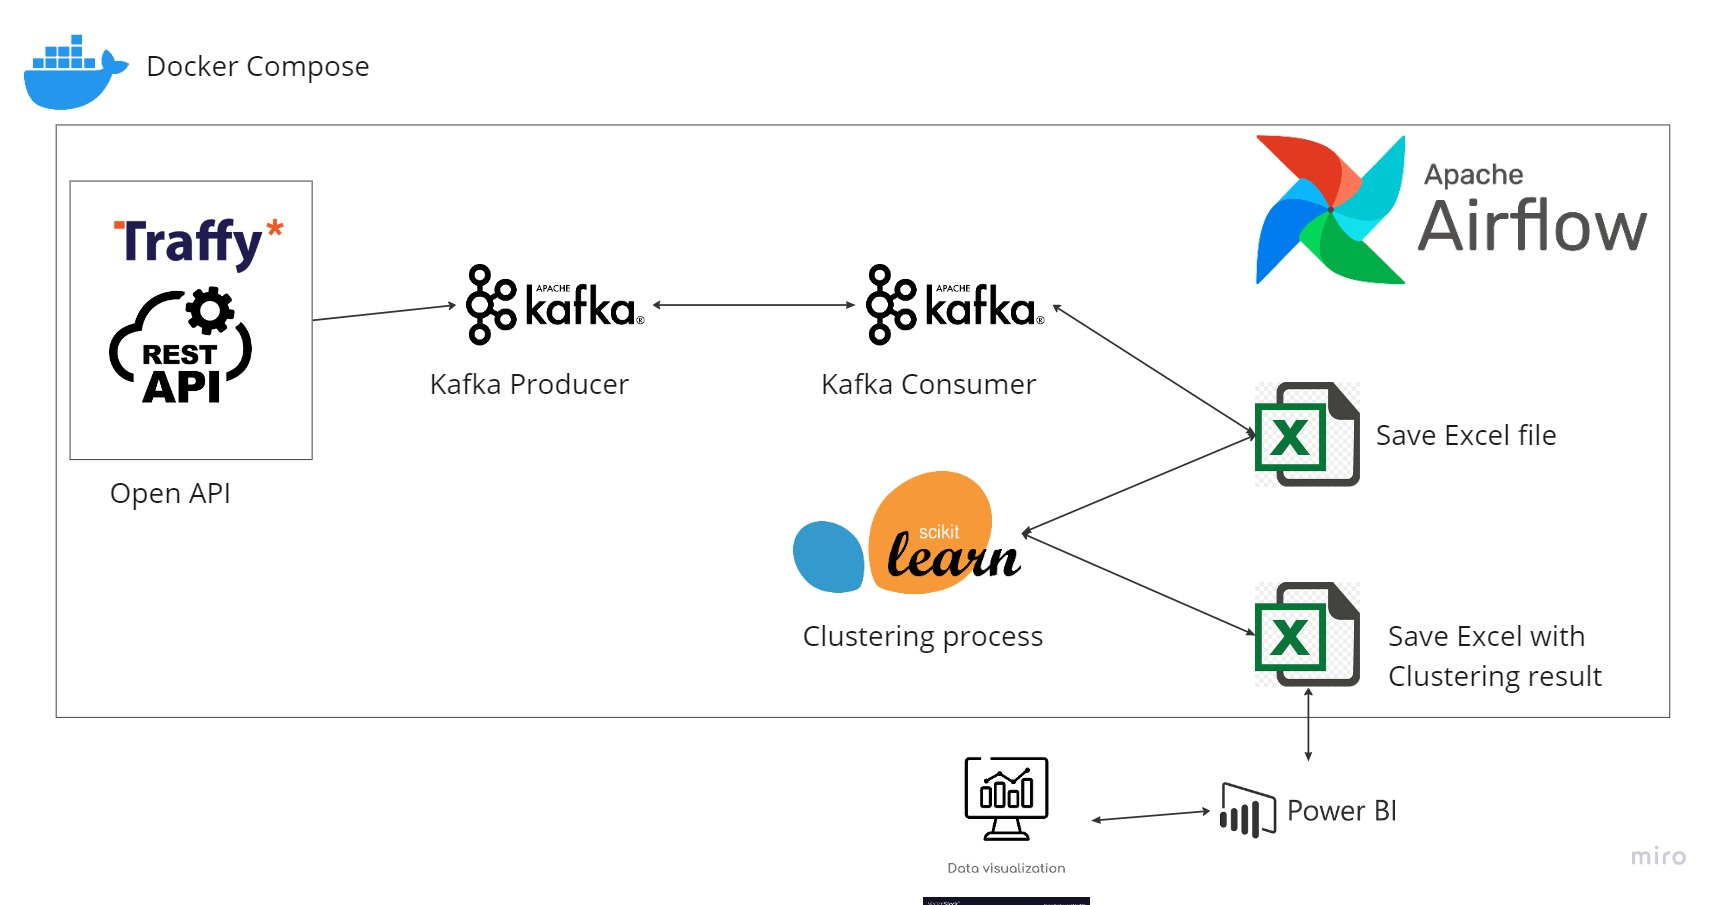 Docker Compose
Traffy*
REST
API
Open API
APACHE
kafka®
Kafka Producer
APACHE
kafka®
Kafka Consumer
Apache
Airflow
X
Save Excel file
scikit
learn
Clustering process
X
Save Excel with
Clustering result
Power BI
Data visualization
miro